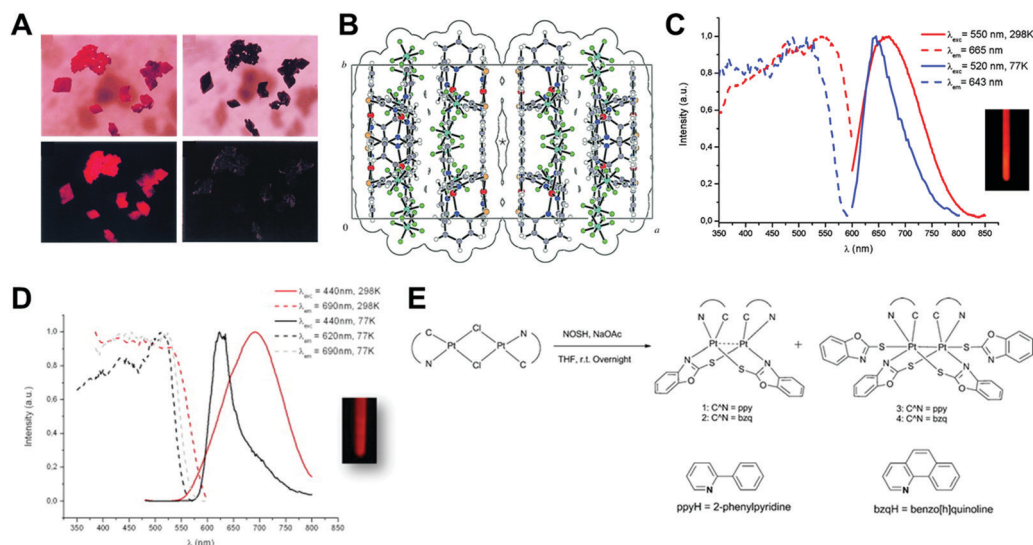 A
B
b
0
a
C
λexc = 550 nm, 298K
λem = 665 nm
λexc = 520 nm, 77K
λem = 643 nm
Intensity (a.u.)
1,0
0,8
0,6
0,4
0,2
0,0
350 400 450 500 550 600 650 700 750 800 850
λ (nm)
D
λexc = 440nm, 298K
λem = 690nm, 298K
λexc = 440nm, 77K
λem = 620nm, 77K
λem = 690nm, 77K
Intensity (a.u.)
1,0
0,8
0,6
0,4
0,2
0,0
350 400 450 500 550 600 650 700 750 800 850
λ (nm)
E
C Cl N
Pt Pt
N Cl C
NOSH, NaOAc
THF, r.t. Overnight
N C C N
Pt Pt
N S S N
O O
1: C^N = ppy
2: C^N = bzq
+
N C C N
N S Pt Pt S N
O O
N S S N
O O
3: C^N = ppy
4: C^N = bzq
N
ppyH = 2-phenylpyridine
N
bzqH = benzo[h]quinoline